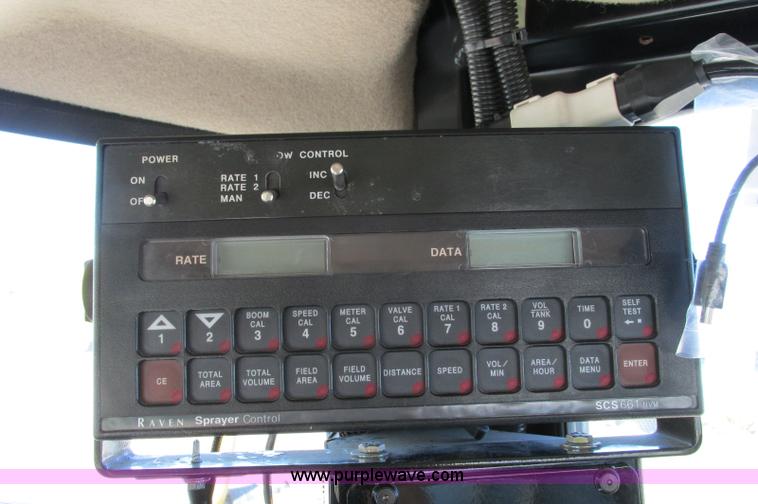 POWER
OW CONTROL
ON
OF
RATE 1
RATE 2
MAN
INC
DEC
RATE
DATA
1
2
BOOM CAL 3
SPEED CAL 4
METER CAL 5
VALVE CAL 6
RATE 1 CAL 7
RATE 2 CAL 8
VOL TANK 9
TIME 0
SELF TEST
CE
TOTAL AREA
TOTAL VOLUME
FIELD AREA
FIELD VOLUME
DISTANCE
SPEED
VOL/ MIN
AREA/ HOUR
DATA MENU
ENTER
RAVEN Sprayer Control
SCS 661 NVM
www.purplewave.com